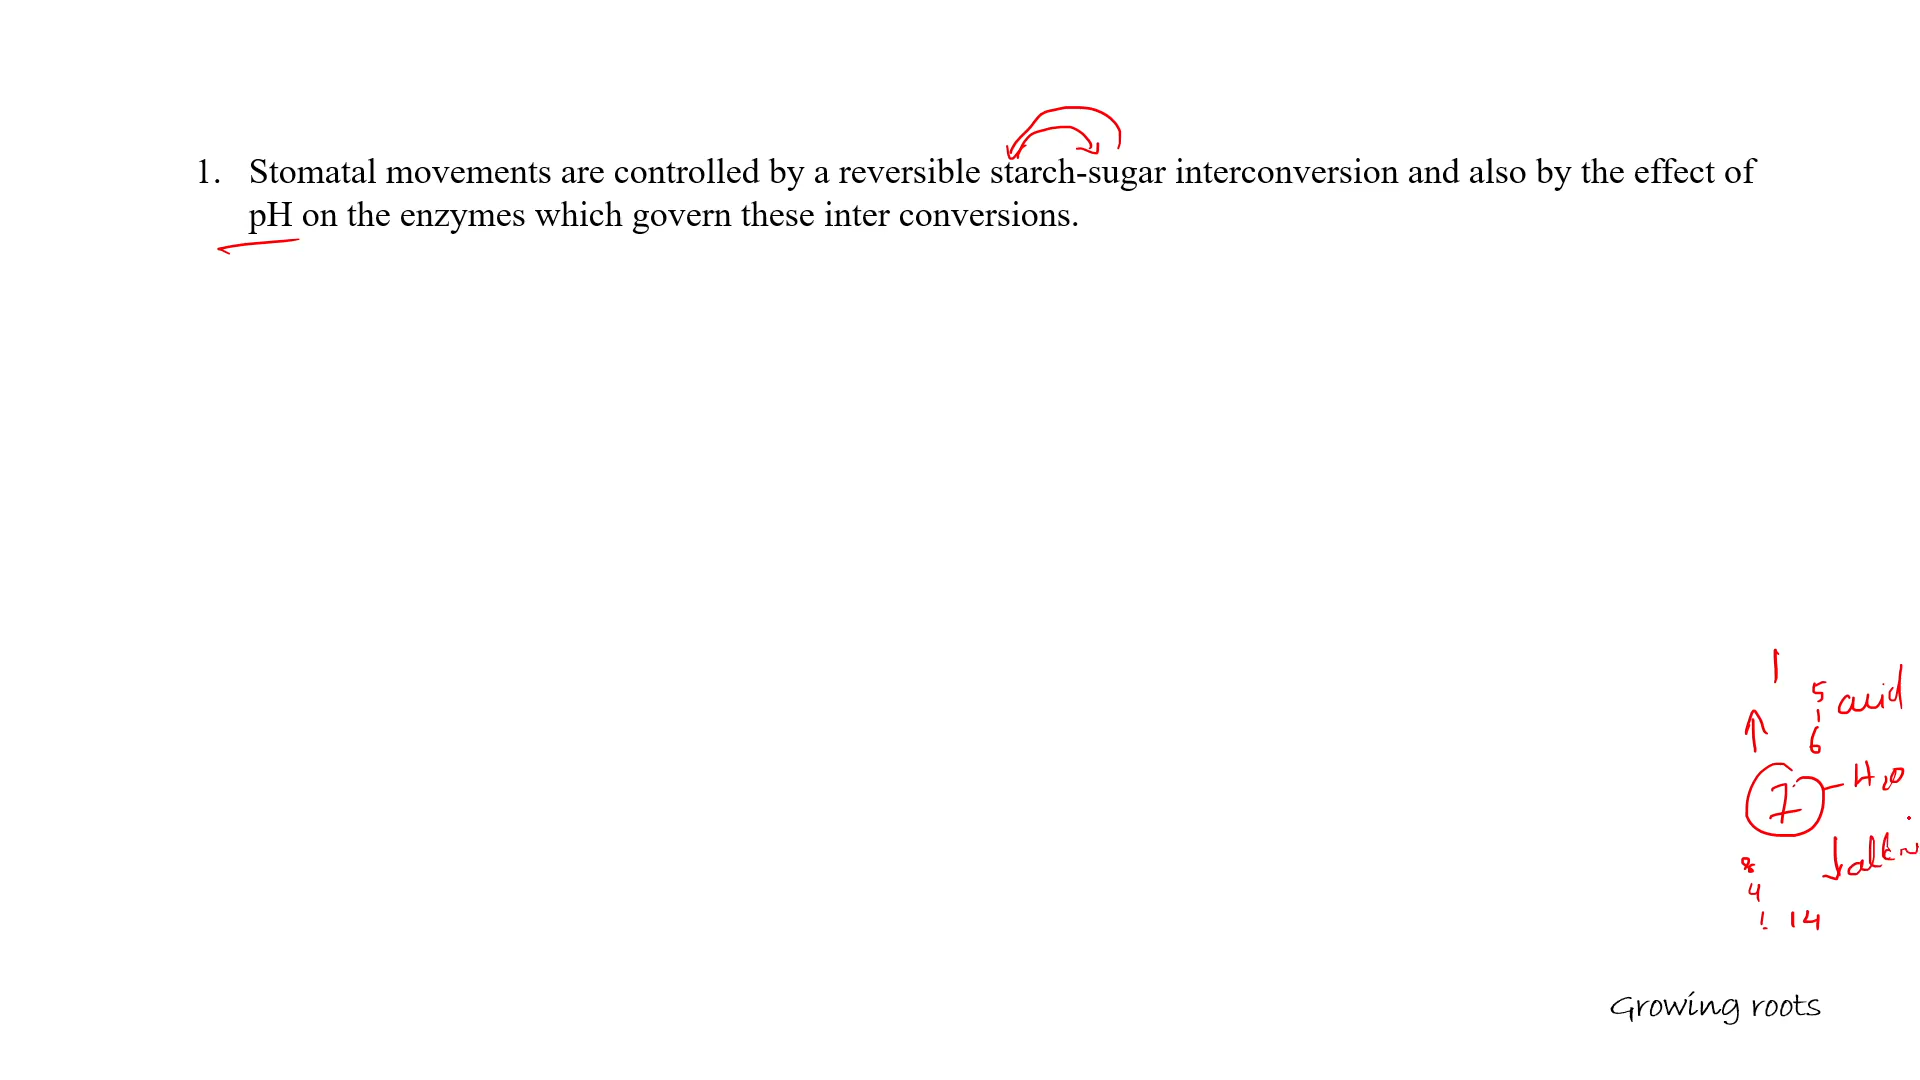 1. Stomatal movements are controlled by a reversible starch-sugar interconversion and also by the effect of
pH on the enzymes which govern these inter conversions.
1
5
acid
6
7
H2O
14
Growing roots